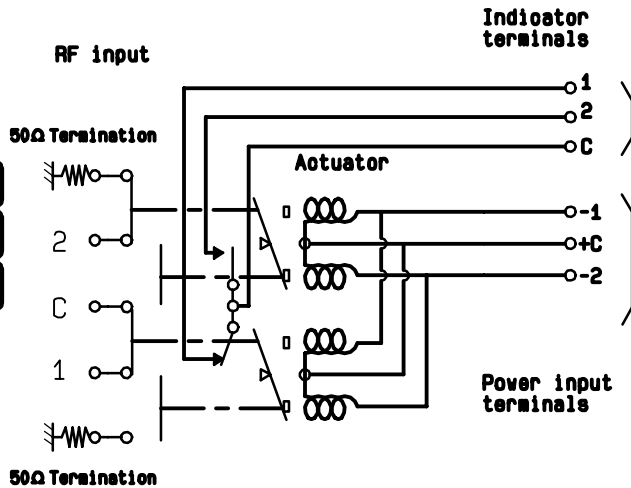 Indicator
terminals
RF input
1
2
50Ω Termination
C
Actuator
-1
2
+C
-2
C
1
Power input
terminals
50Ω Termination